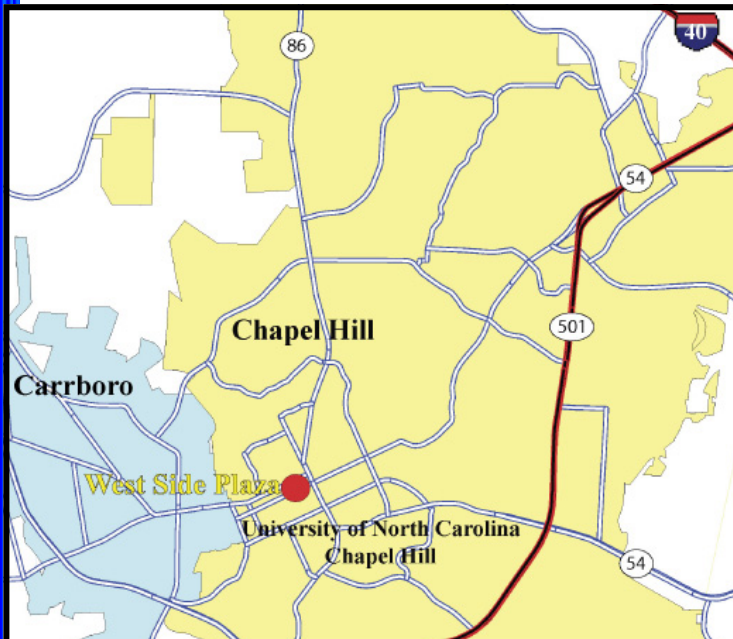 40
86
54
501
Chapel Hill
Carrboro
West Side Plaza
University of North Carolina
Chapel Hill
54